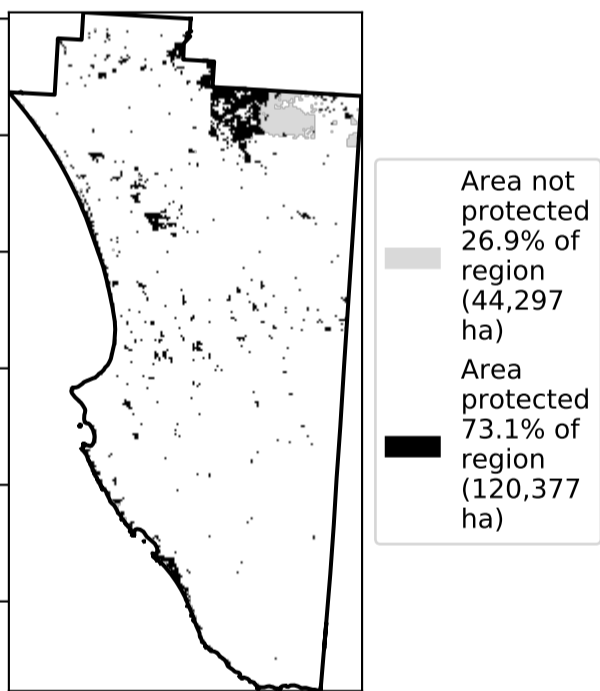 Area not
protected
26.9% of
region
(44,297
ha)
Area
protected
73.1% of
region
(120,377
ha)